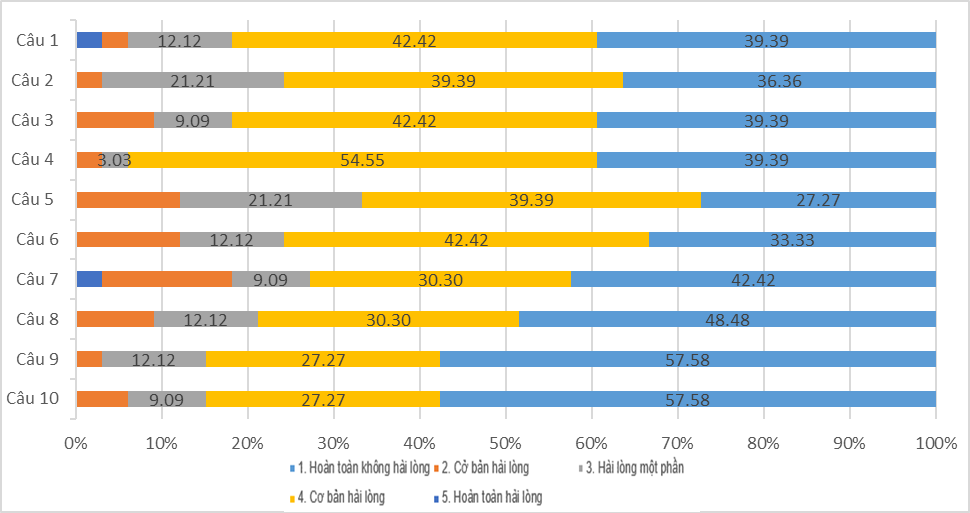 Câu 1 12.12 42.42 39.39
Câu 2 21.21 39.39 36.36
Câu 3 9.09 42.42 39.39
Câu 4 3.03 54.55 39.39
Câu 5 21.21 39.39 27.27
Câu 6 12.12 42.42 33.33
Câu 7 9.09 30.30 42.42
Câu 8 12.12 30.30 48.48
Câu 9 12.12 27.27 57.58
Câu 10 9.09 27.27 57.58
0% 10% 20% 30% 40% 50% 60% 70% 80% 90% 100%
1. Hoàn toàn không hải lòng 2. Cở bản hải lòng 3. Hải lòng một phần
4. Cơ bản hải lòng 5. Hoàn toàn hải lòng